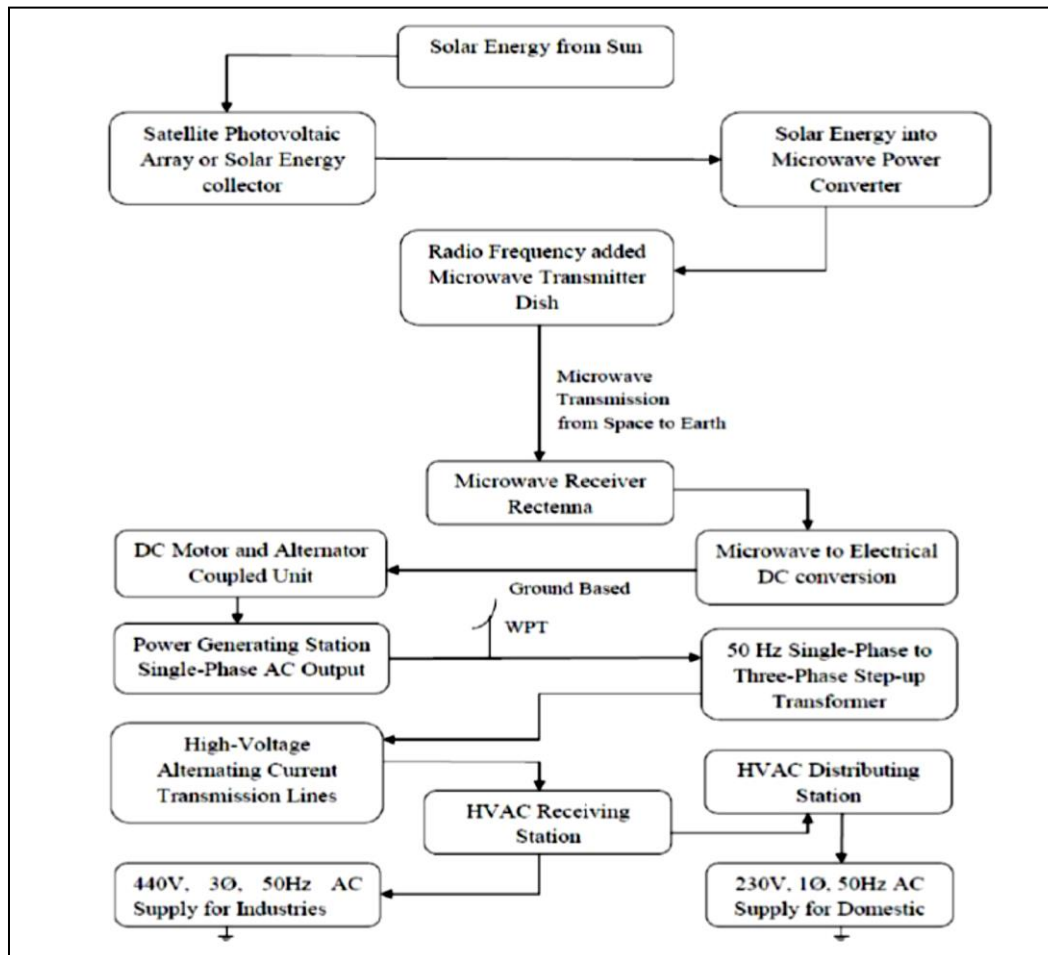 Solar Energy from Sun
Satellite Photovoltaic
Array or Solar Energy
collector
Solar Energy into
Microwave Power
Converter
Radio Frequency added
Microwave Transmitter
Dish
Microwave
Transmission
from Space to Earth
Microwave Receiver
Rectenna
DC Motor and Alternator
Coupled Unit
Microwave to Electrical
DC conversion
Ground Based
WPT
Power Generating Station
Single-Phase AC Output
50 Hz Single-Phase to
Three-Phase Step-up
Transformer
High-Voltage
Alternating Current
Transmission Lines
HVAC Distributing
Station
HVAC Receiving
Station
440V, 3Ø, 50Hz AC
Supply for Industries
230V, 1Ø, 50Hz AC
Supply for Domestic